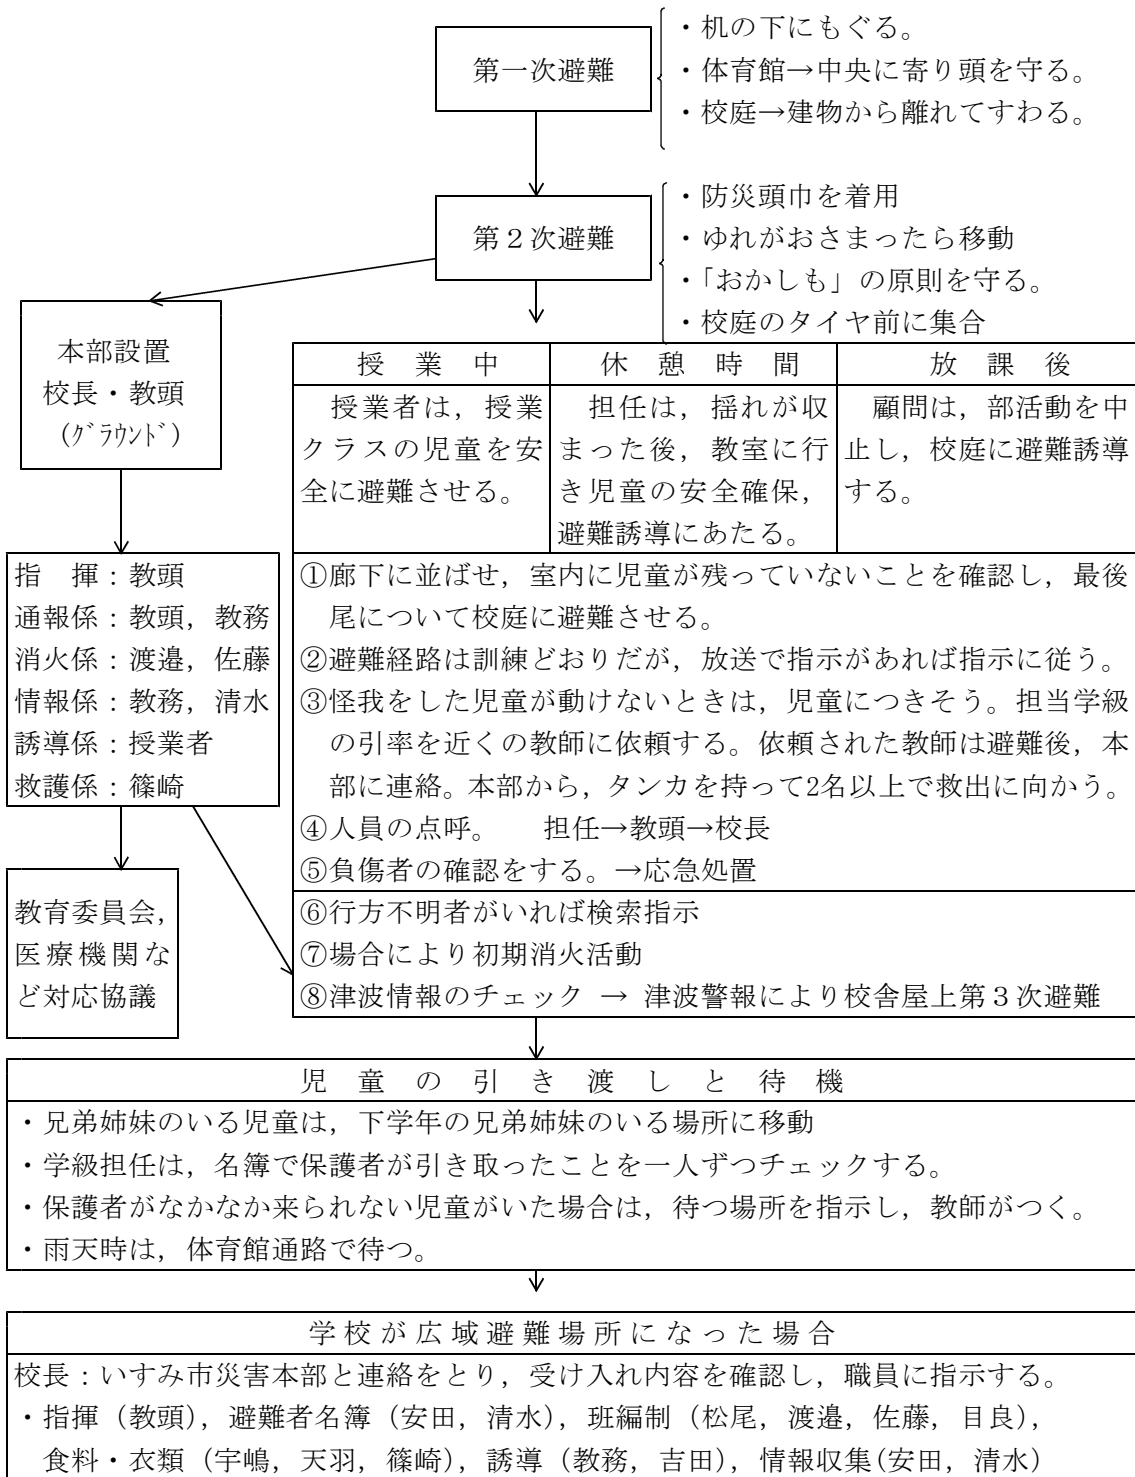 第一次避難
・机の下にもぐる。
・体育館→中央に寄り頭を守る。
・校庭→建物から離れてすわる。
第２次避難
・防災頭巾を着用
・ゆれがおさまったら移動
・「おかしも」の原則を守る。
・校庭のタイヤ前に集合
本部設置
校長・教頭
（ｸﾞﾗｳﾝﾄﾞ）
指　揮：教頭
通報係：教頭，教務
消火係：渡邉，佐藤
情報係：教務，清水
誘導係：授業者
救護係：篠崎
教育委員会，
医療機関な
ど対応協議
授　業　中
授業者は，授業
クラスの児童を安
全に避難させる。
休　憩　時　間
担任は，揺れが収
まった後，教室に行
き児童の安全確保，
避難誘導にあたる。
放　課　後
顧問は，部活動を中
止し，校庭に避難誘導
する。
①廊下に並ばせ，室内に児童が残っていないことを確認し，最後
尾について校庭に避難させる。
②避難経路は訓練どおりだが，放送で指示があれば指示に従う。
③怪我をした児童が動けないときは，児童につきそう。担当学級
の引率を近くの教師に依頼する。依頼された教師は避難後，本
部に連絡。本部から，タンカを持って2名以上で救出に向かう。
④人員の点呼。　担任→教頭→校長
⑤負傷者の確認をする。→応急処置
⑥行方不明者がいれば検索指示
⑦場合により初期消火活動
⑧津波情報のチェック → 津波警報により校舎屋上第３次避難
児　童　の　引　き　渡　し　と　待　機
・兄弟姉妹のいる児童は，下学年の兄弟姉妹のいる場所に移動
・学級担任は，名簿で保護者が引き取ったことを一人ずつチェックする。
・保護者がなかなか来られない児童がいた場合は，待つ場所を指示し，教師がつく。
・雨天時は，体育館通路で待つ。
学校が広域避難場所になった場合
校長：いすみ市災害本部と連絡をとり，受け入れ内容を確認し，職員に指示する。
・指揮（教頭），避難者名簿（安田，清水），班編制（松尾，渡邉，佐藤，目良），
食料・衣類（宇嶋，天羽，篠崎），誘導（教務，吉田），情報収集(安田，清水）